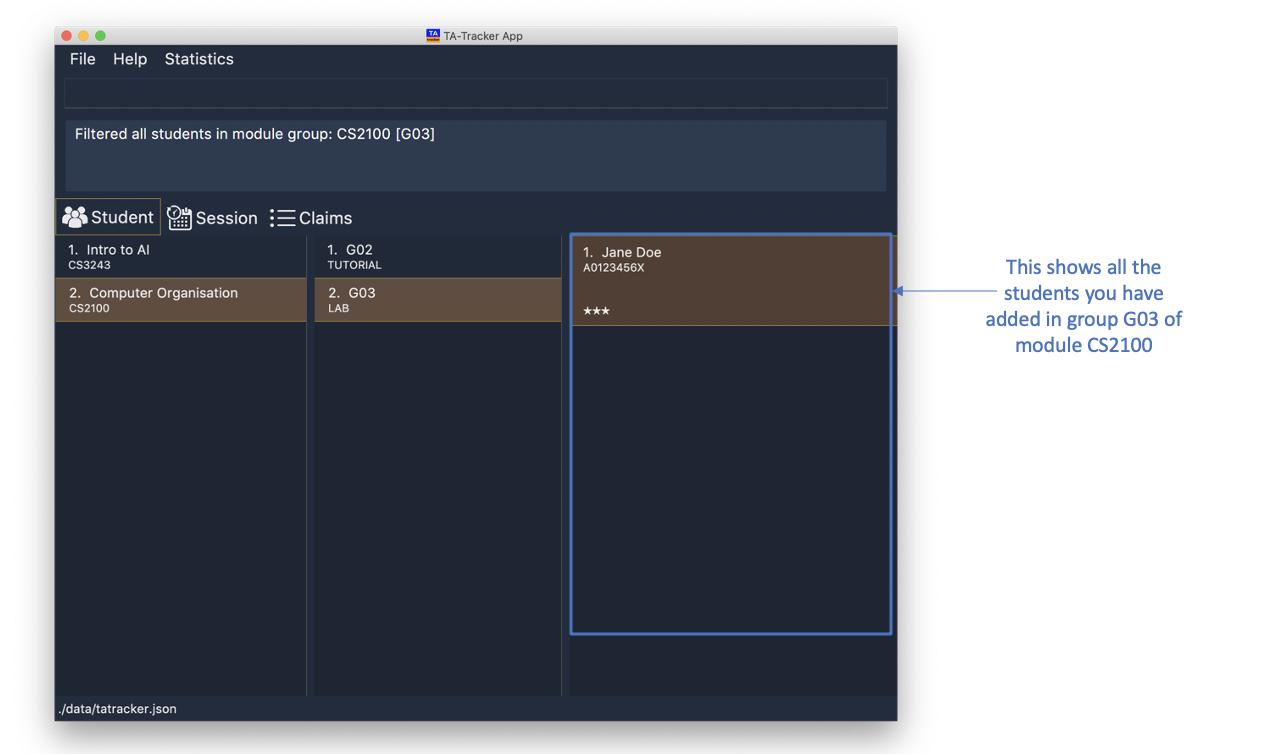 TA TA-Tracker App
File Help Statistics
Filtered all students in module group: CS2100 [G03]
Student Session Claims
1. Intro to AI
CS3243
2. Computer Organisation
CS2100
1. G02
TUTORIAL
2. G03
LAB
1. Jane Doe
A0123456X
★★★
This shows all the
students you have
added in group G03 of
module CS2100
./data/tatracker.json